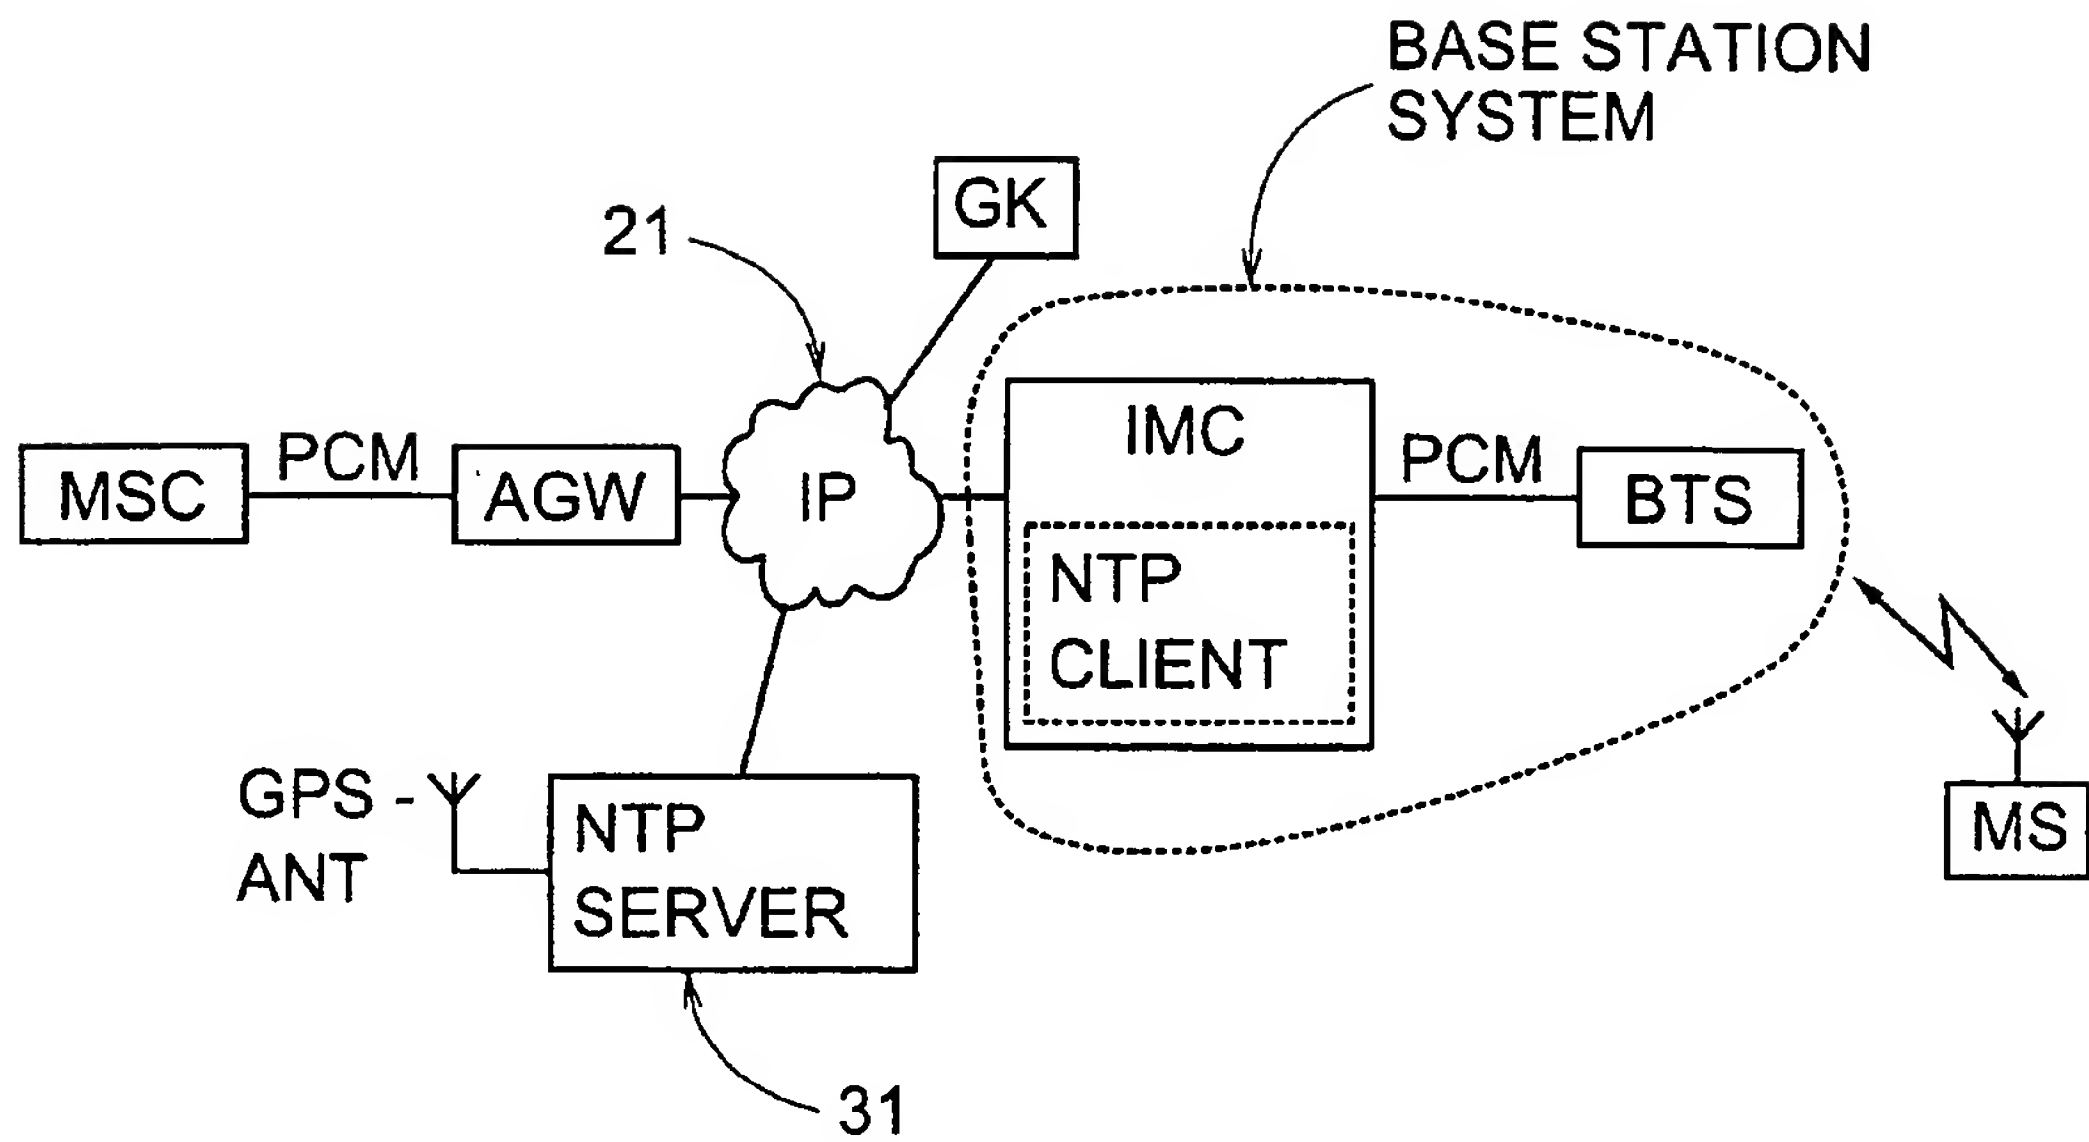 BASE STATION
SYSTEM
GK
21
IMC
MSC
PCM
AGW
IP
PCM
BTS
NTP
CLIENT
GPS -
ANT
NTP
SERVER
MS
31